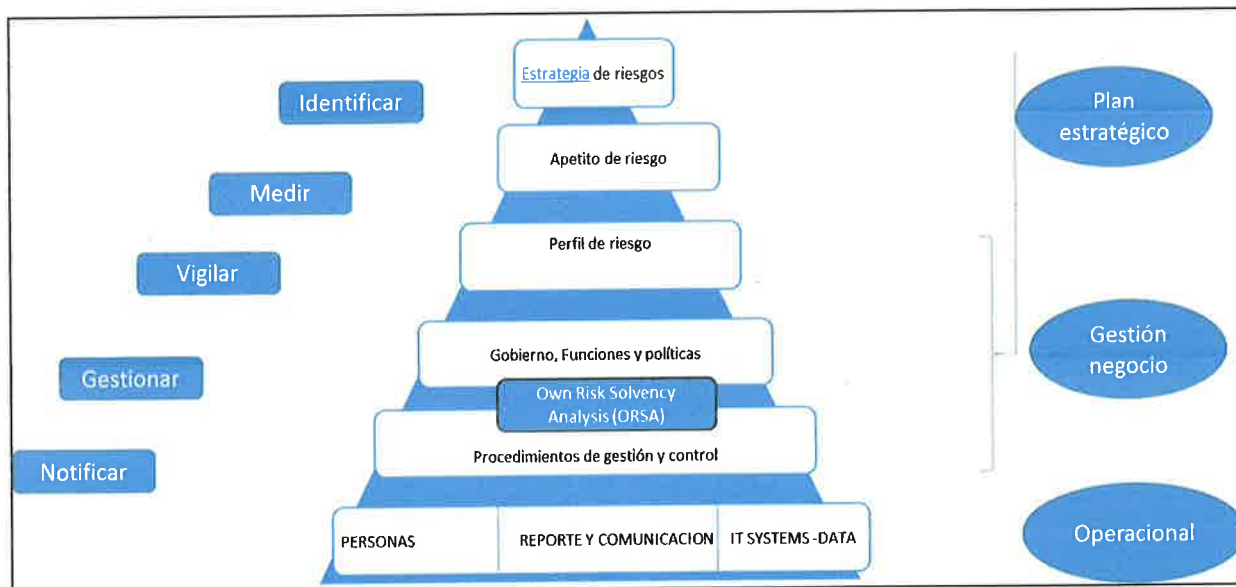 Estrategia de riesgos
Identificar
Plan
estratégico
Apetito de riesgo
Medir
Perfil de riesgo
Vigilar
Gobierno, Funciones y políticas
Gestión
negocio
Gestionar
Own Risk Solvency
Analysis (ORSA)
Procedimientos de gestión y control
Notificar
PERSONAS
REPORTE Y COMUNICACION
IT SYSTEMS -DATA
Operacional